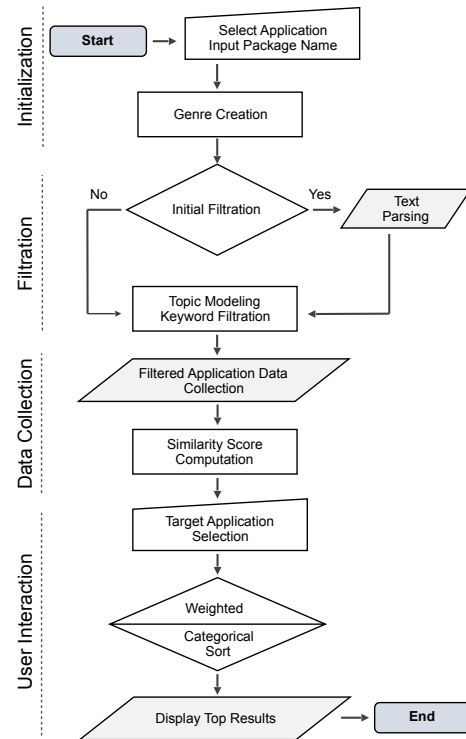 Initialization
Start
Select Application
Input Package Name
Genre Creation
Filtration
No
Initial Filtration
Yes
Text
Parsing
Topic Modeling
Keyword Filtration
Data Collection
Filtered Application Data
Collection
Similarity Score
Computation
User Interaction
Target Application
Selection
Weighted
Categorical
Sort
Display Top Results
End